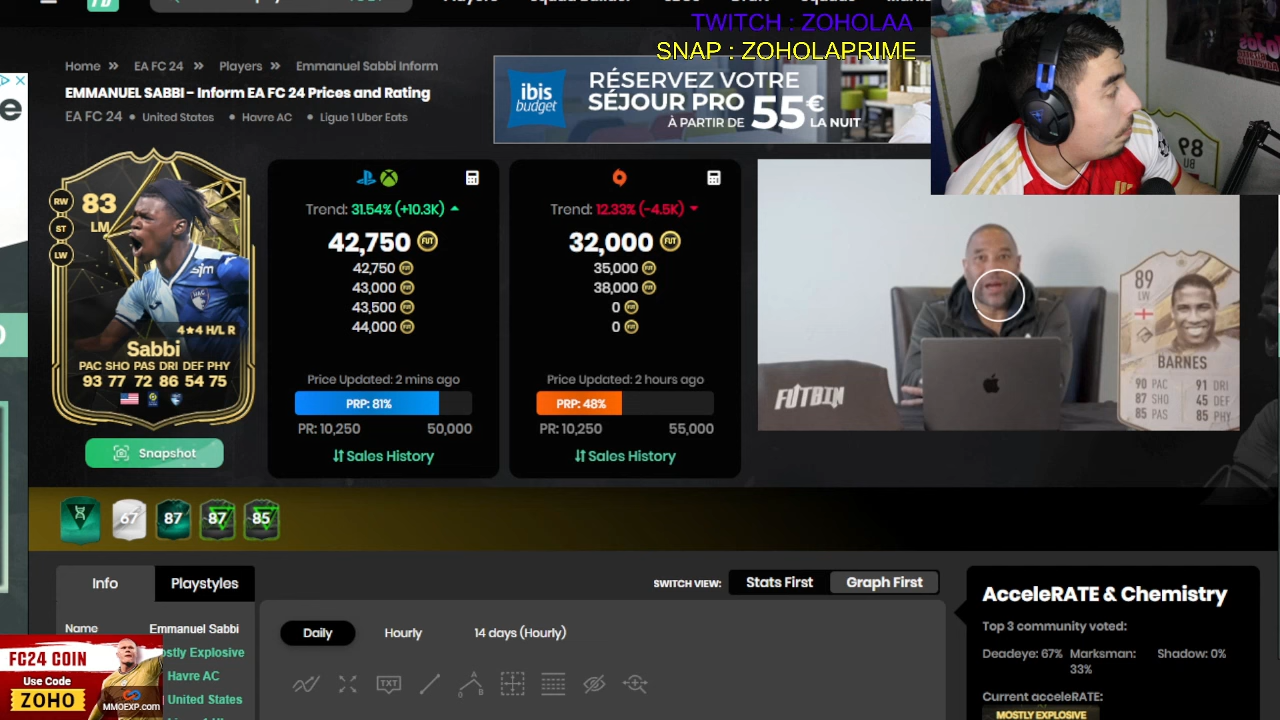 TWITCH : ZOHOLAA
SNAP : ZOHOLAPRIME
Home » EA FC 24 » Players » Emmanuel Sabbi Inform
EMMANUEL SABBI - Inform EA FC 24 Prices and Rating
EA FC 24 • United States • Havre AC • Ligue 1 Uber Eats
ibis budget
RÉSERVEZ VOTRE
SÉJOUR PRO
À PARTIR DE 55€ LA NUIT
RW
ST
LW
83
LM
4★4 H/L R
Sabbi
PAC SHO PAS DRI DEF PHY
93 77 72 86 54 75
Snapshot
Trend: 31.54% (+10.3K)
42,750
42,750
43,000
43,500
44,000
Price Updated: 2 mins ago
PRP: 81%
PR: 10,250 50,000
Sales History
Trend: 12.33% (-4.5K)
32,000
35,000
38,000
0
0
Price Updated: 2 hours ago
PRP: 48%
PR: 10,250 55,000
Sales History
FUTBIN
89
LW
BARNES
90 PAC 91 DRI
87 SHO 45 DEF
85 PAS 85 PHY
67 87 87 85
Info Playstyles
SWITCH VIEW: Stats First Graph First
Name Emmanuel Sabbi
Havre AC
United States
Daily Hourly 14 days (Hourly)
TXT
AcceleRATE & Chemistry
Top 3 community voted:
Deadeye: 67% Marksman: 33% Shadow: 0%
Current acceleRATE:
MOSTLY EXPLOSIVE
FC24 COIN
Use Code
ZOHO
MMOEXP.com